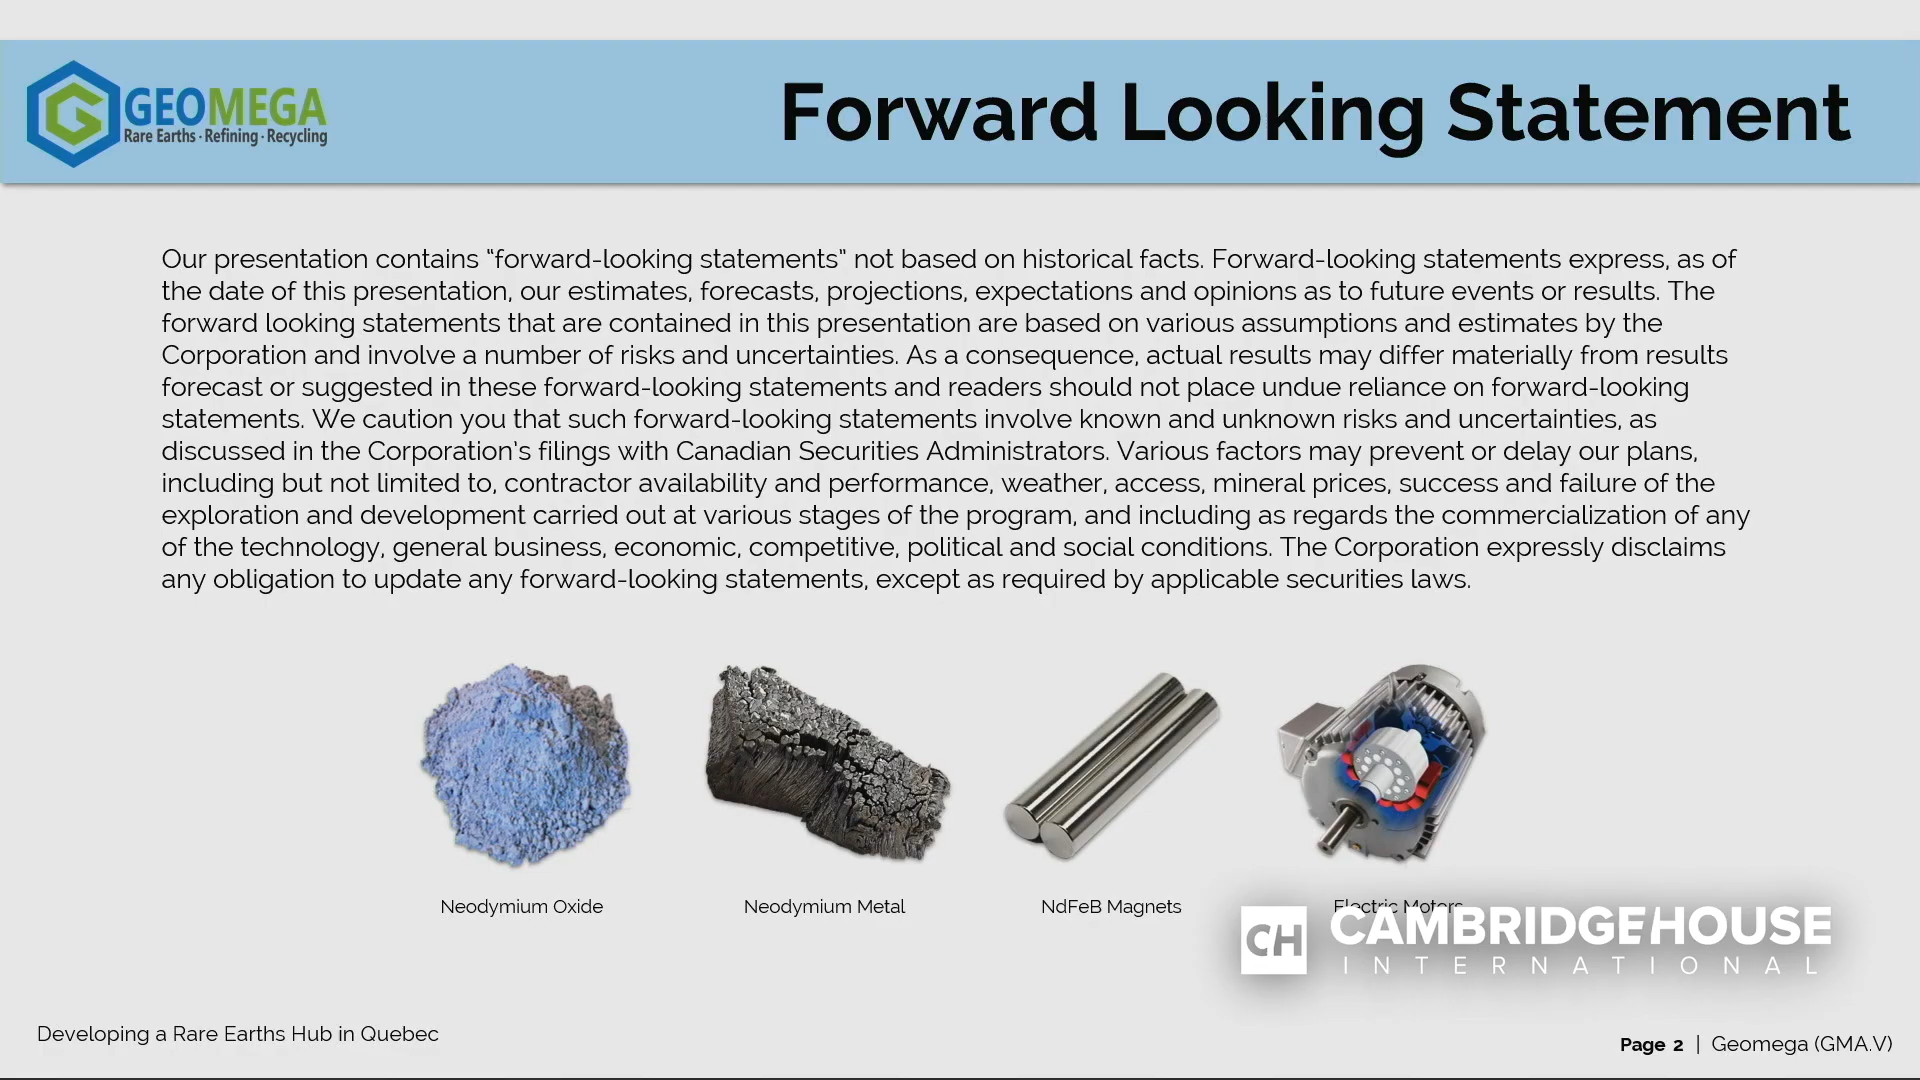 GEOMEGA
Rare Earths · Refining · Recycling
Forward Looking Statement
Our presentation contains “forward-looking statements” not based on historical facts. Forward-looking statements express, as of
the date of this presentation, our estimates, forecasts, projections, expectations and opinions as to future events or results. The
forward looking statements that are contained in this presentation are based on various assumptions and estimates by the
Corporation and involve a number of risks and uncertainties. As a consequence, actual results may differ materially from results
forecast or suggested in these forward-looking statements and readers should not place undue reliance on forward-looking
statements. We caution you that such forward-looking statements involve known and unknown risks and uncertainties, as
discussed in the Corporation’s filings with Canadian Securities Administrators. Various factors may prevent or delay our plans,
including but not limited to, contractor availability and performance, weather, access, mineral prices, success and failure of the
exploration and development carried out at various stages of the program, and including as regards the commercialization of any
of the technology, general business, economic, competitive, political and social conditions. The Corporation expressly disclaims
any obligation to update any forward-looking statements, except as required by applicable securities laws.
Neodymium Oxide
Neodymium Metal
NdFeB Magnets
Electric Motors
CH
CAMBRIDGEHOUSE
INTERNATIONAL
Developing a Rare Earths Hub in Quebec
Page 2 | Geomega (GMA.V)